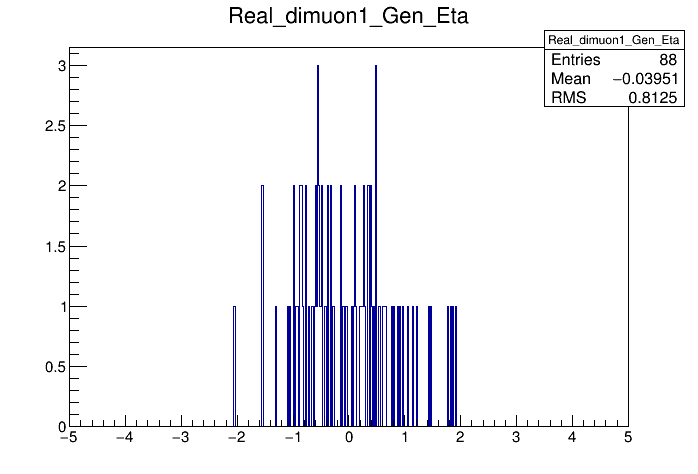 Real_dimuon1_Gen_Eta
Real_dimuon1_Gen_Eta
Entries 88
Mean −0.03951
RMS 0.8125
3
2.5
2
1.5
1
0.5
0
−5 −4 −3 −2 −1 0 1 2 3 4 5